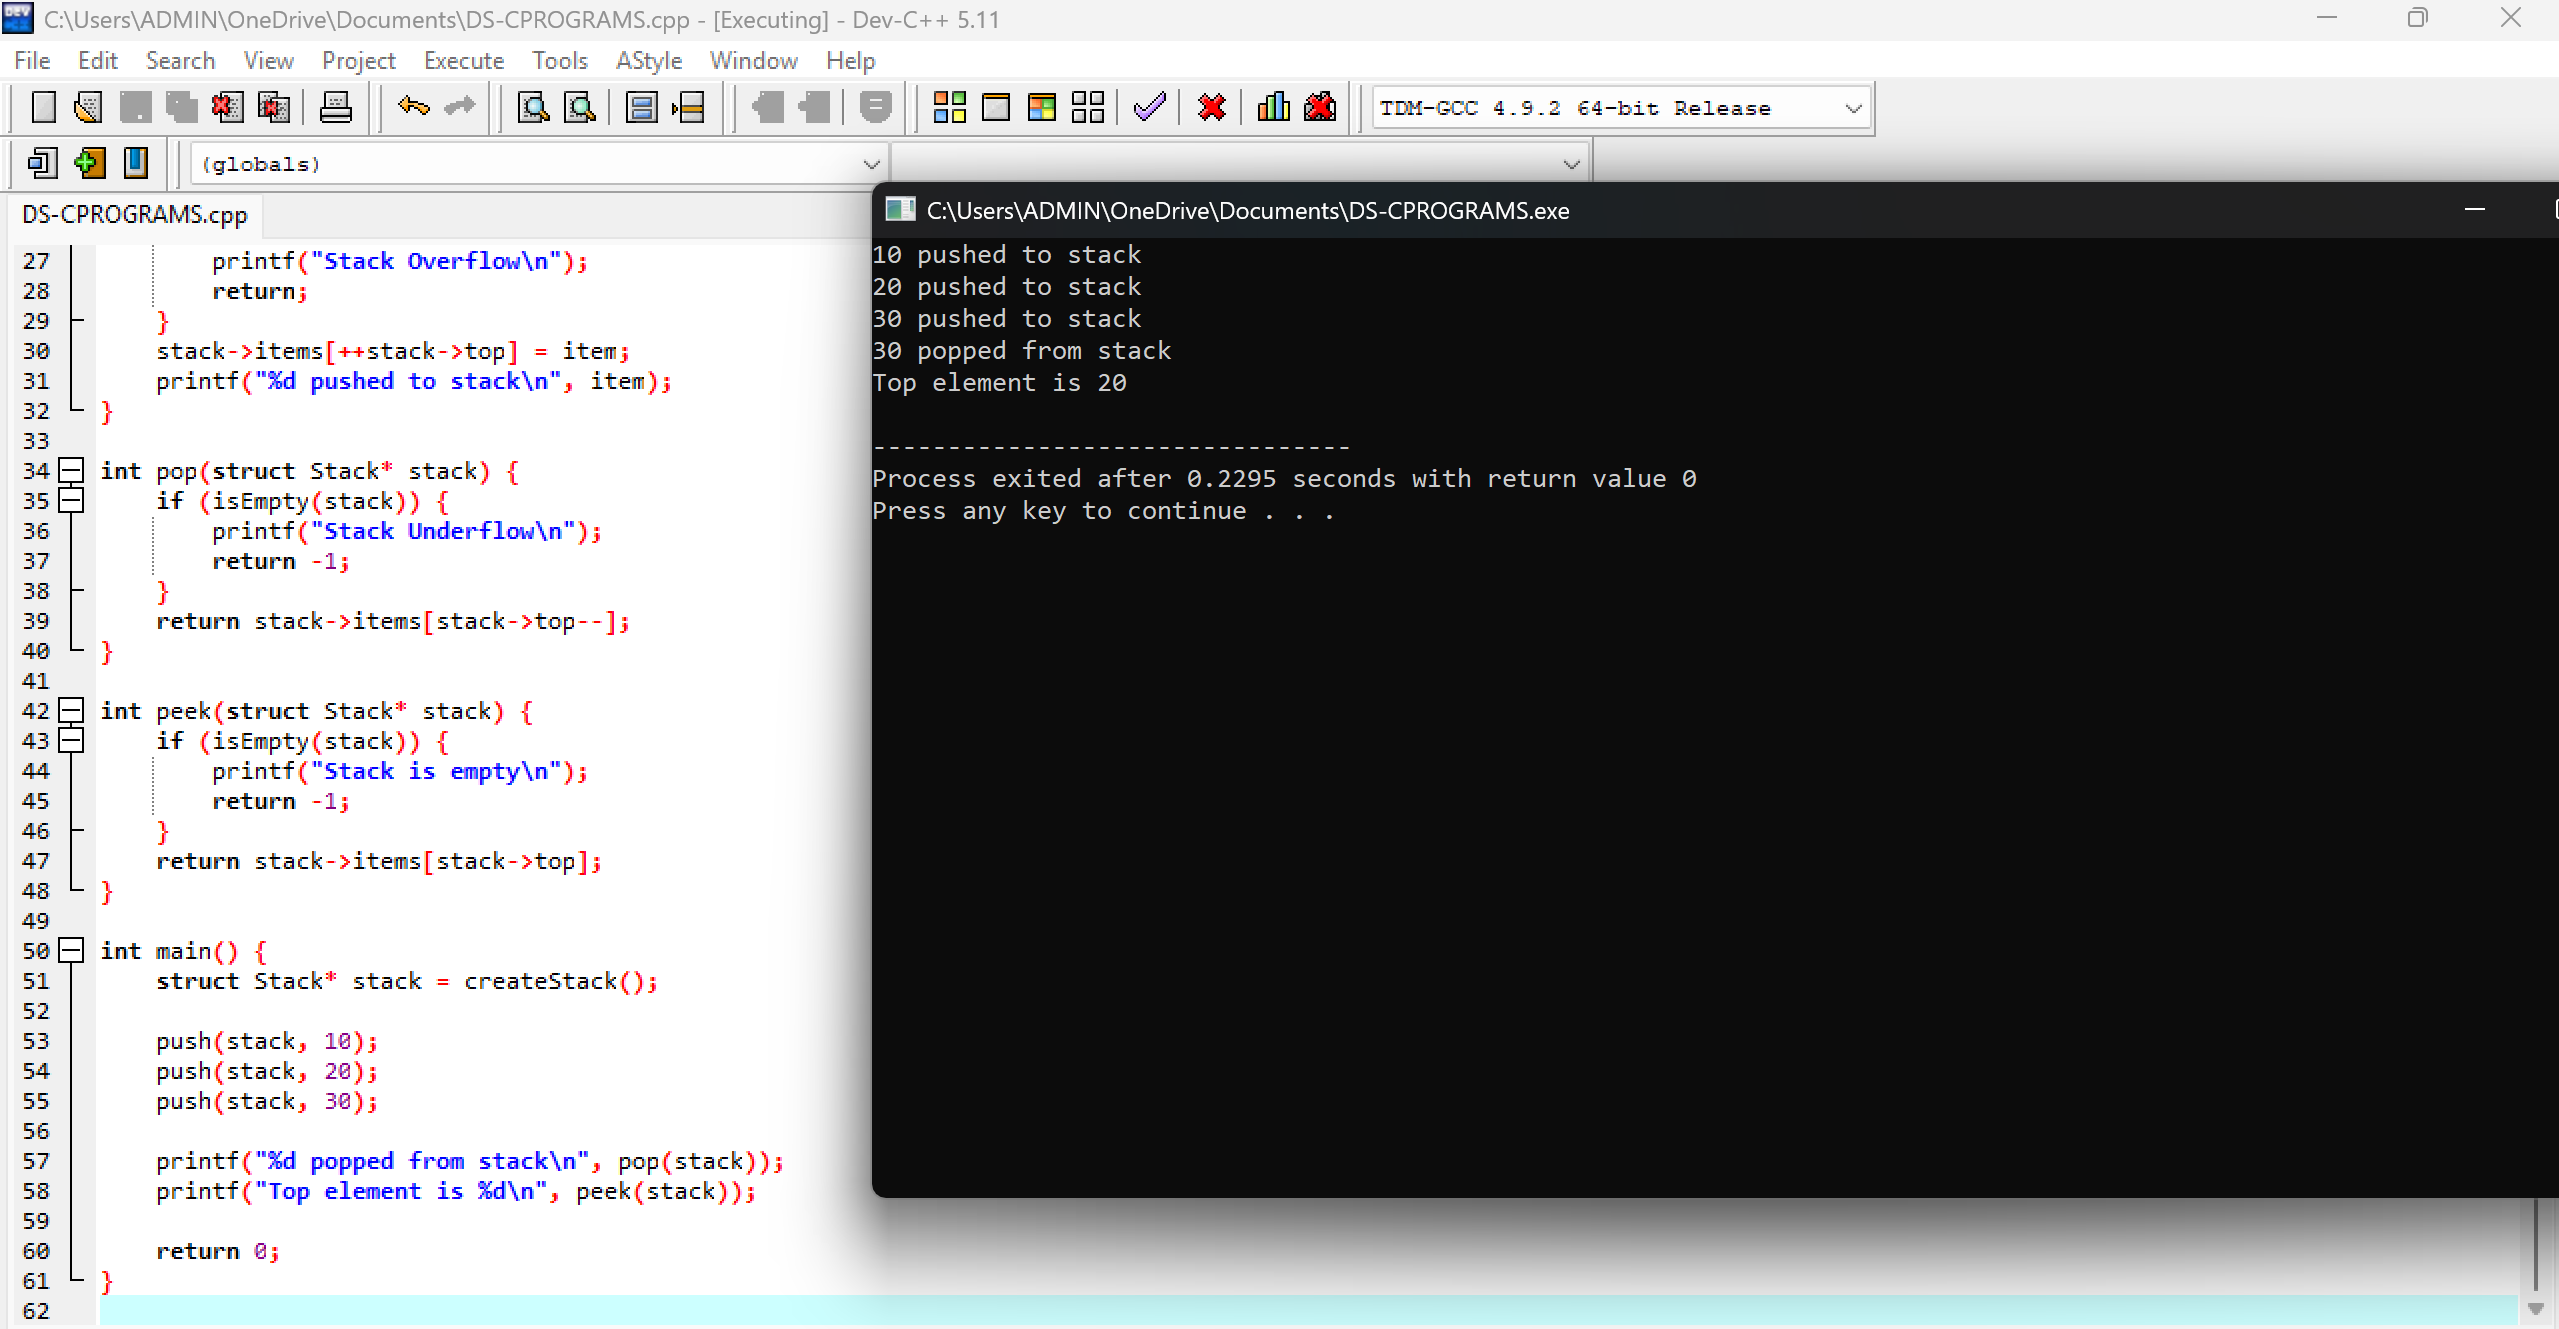 C:\Users\ADMIN\OneDrive\Documents\DS-CPROGRAMS.cpp - [Executing] - Dev-C++ 5.11
File Edit Search View Project Execute Tools AStyle Window Help
TDM-GCC 4.9.2 64-bit Release
(globals)
DS-CPROGRAMS.cpp
27 printf("Stack Overflow\n");
28 return;
29 }
30 stack->items[++stack->top] = item;
31 printf("%d pushed to stack\n", item);
32 }
33
34 int pop(struct Stack* stack) {
35 if (isEmpty(stack)) {
36 printf("Stack Underflow\n");
37 return -1;
38 }
39 return stack->items[stack->top--];
40 }
41
42 int peek(struct Stack* stack) {
43 if (isEmpty(stack)) {
44 printf("Stack is empty\n");
45 return -1;
46 }
47 return stack->items[stack->top];
48 }
49
50 int main() {
51 struct Stack* stack = createStack();
52
53 push(stack, 10);
54 push(stack, 20);
55 push(stack, 30);
56
57 printf("%d popped from stack\n", pop(stack));
58 printf("Top element is %d\n", peek(stack));
59
60 return 0;
61 }
62
C:\Users\ADMIN\OneDrive\Documents\DS-CPROGRAMS.exe
10 pushed to stack
20 pushed to stack
30 pushed to stack
30 popped from stack
Top element is 20
--------------------------------
Process exited after 0.2295 seconds with return value 0
Press any key to continue . . .